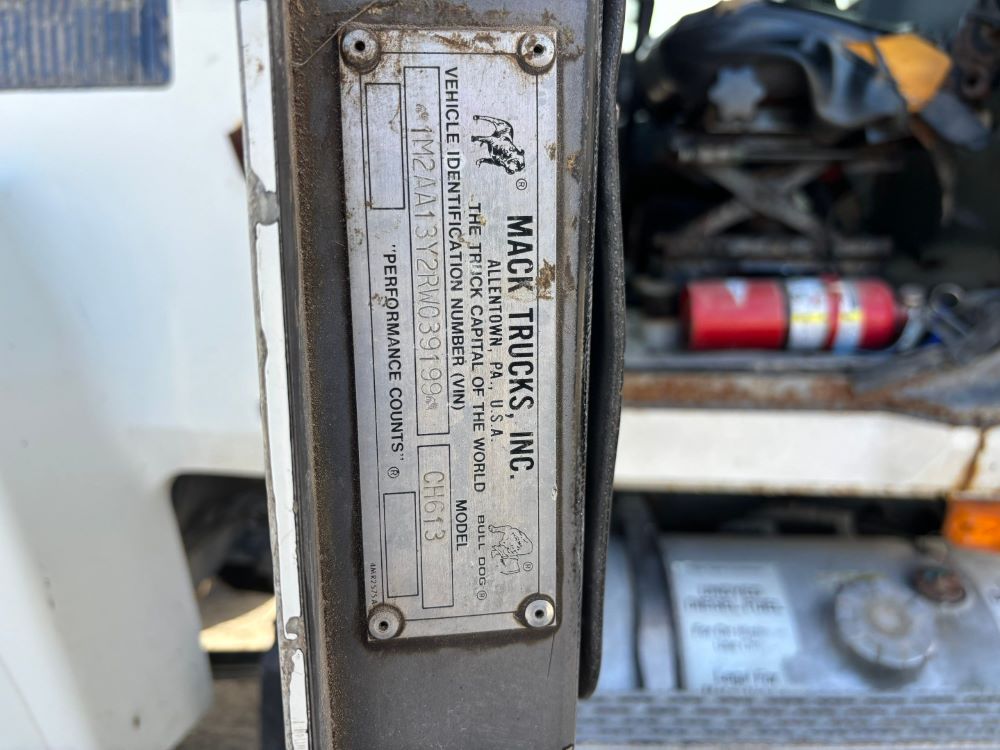 MACK TRUCKS, INC.
ALLENTOWN, PA., U.S.A.
THE TRUCK CAPITAL OF THE WORLD
BULL DOG ®
VEHICLE IDENTIFICATION NUMBER (VIN)
MODEL
1M2AA13Y2RW039199
CH613
"PERFORMANCE COUNTS" ®
4MR2575A